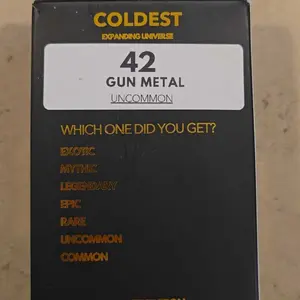 COLDEST
EXPANDING UNIVERSE
42
GUN METAL
UNCOMMON
WHICH ONE DID YOU GET?
EXOTIC
MYTHIC
LEGENDARY
EPIC
RARE
UNCOMMON
COMMON